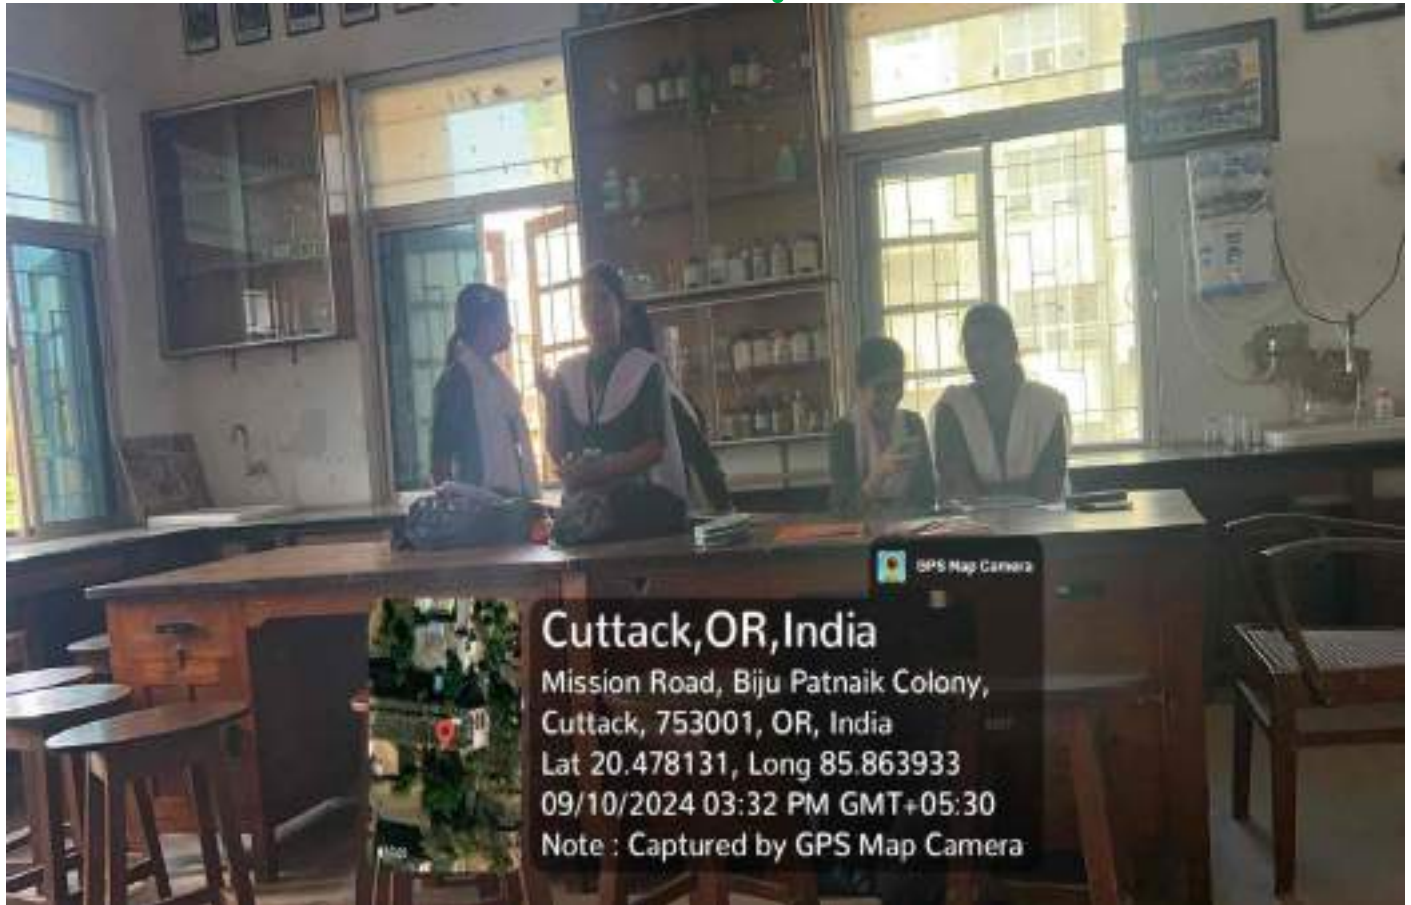 GPS Map Camera
Cuttack,OR,India
Mission Road, Biju Patnaik Colony,
Cuttack, 753001, OR, India
Lat 20.478131, Long 85.863933
09/10/2024 03:32 PM GMT+05:30
Note : Captured by GPS Map Camera